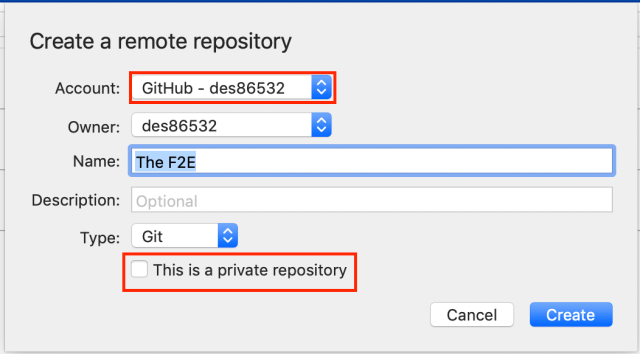 Create a remote repository
Account: GitHub - des86532
Owner: des86532
Name: The F2E
Description: Optional
Type: Git
This is a private repository
Cancel Create